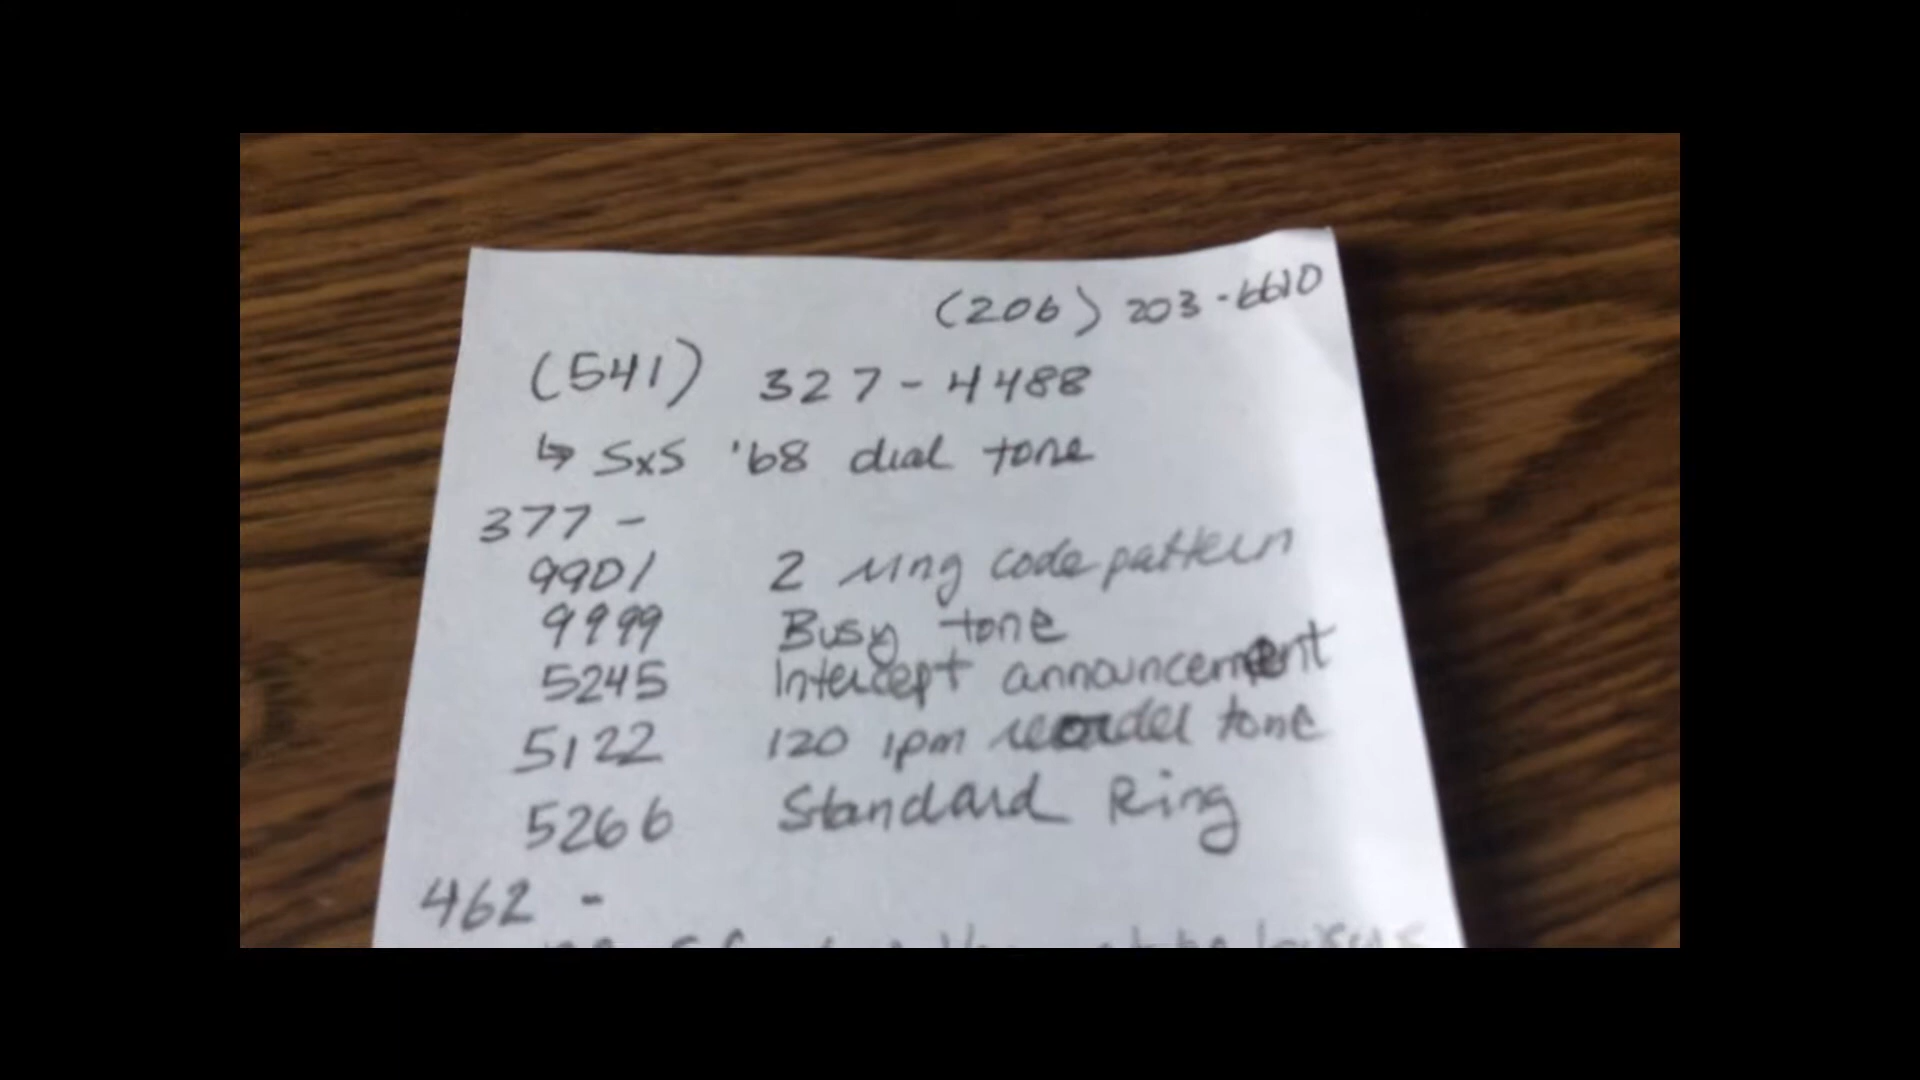 (206) 203-6610
(541) 327-4488
↳ SxS '68 dial tone
377-
9901 2 ring code pattern
9999 Busy tone
5245 Intercept announcement
5122 120 ipm reorder tone
5266 Standard Ring
462 -